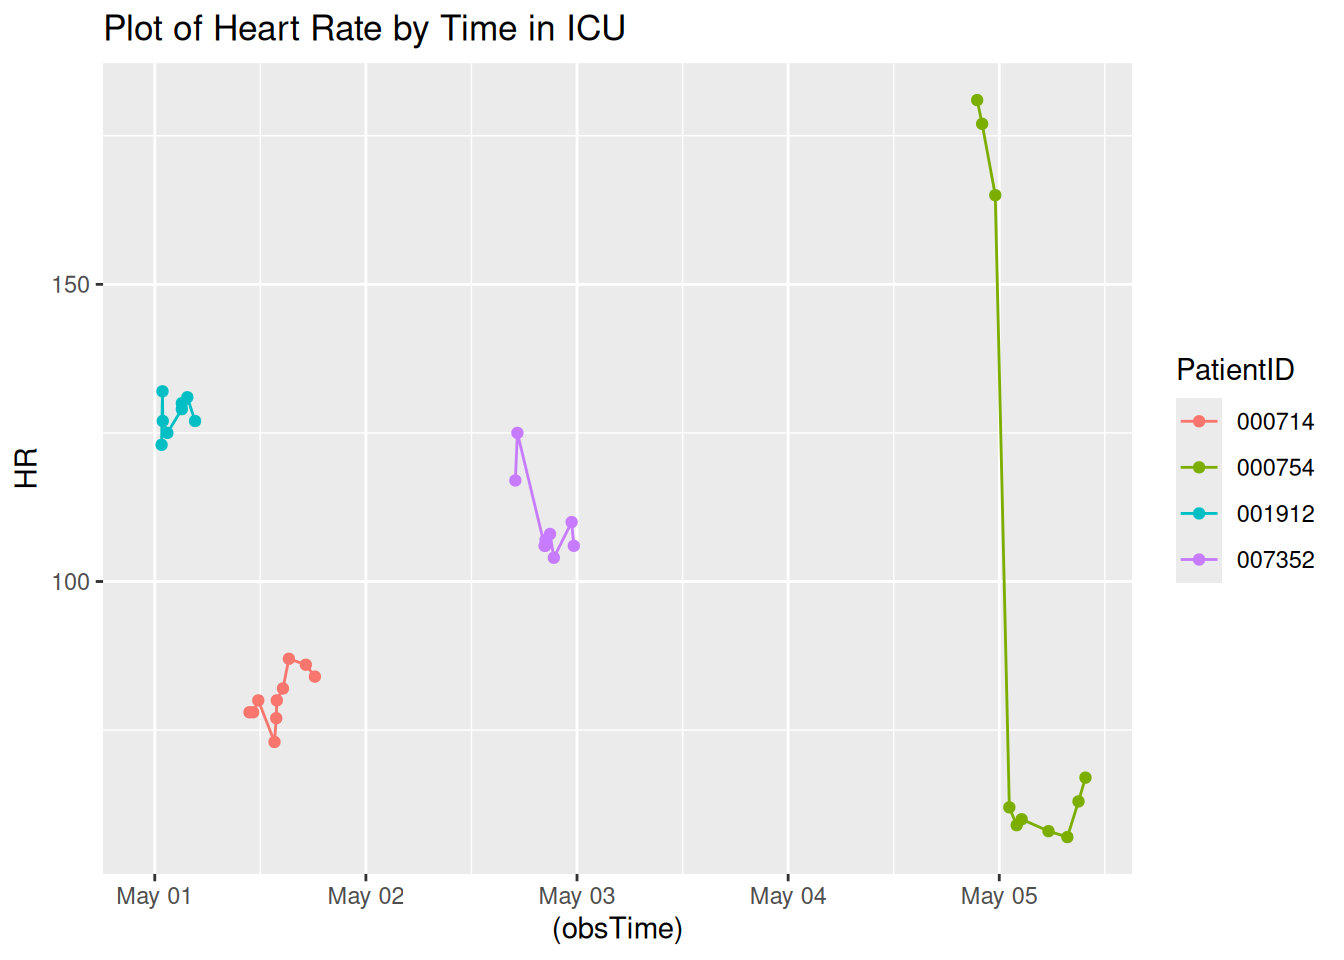 Plot of Heart Rate by Time in ICU
HR
150
100
May 01
May 02
May 03
May 04
May 05
(obsTime)
PatientID
000714
000754
001912
007352